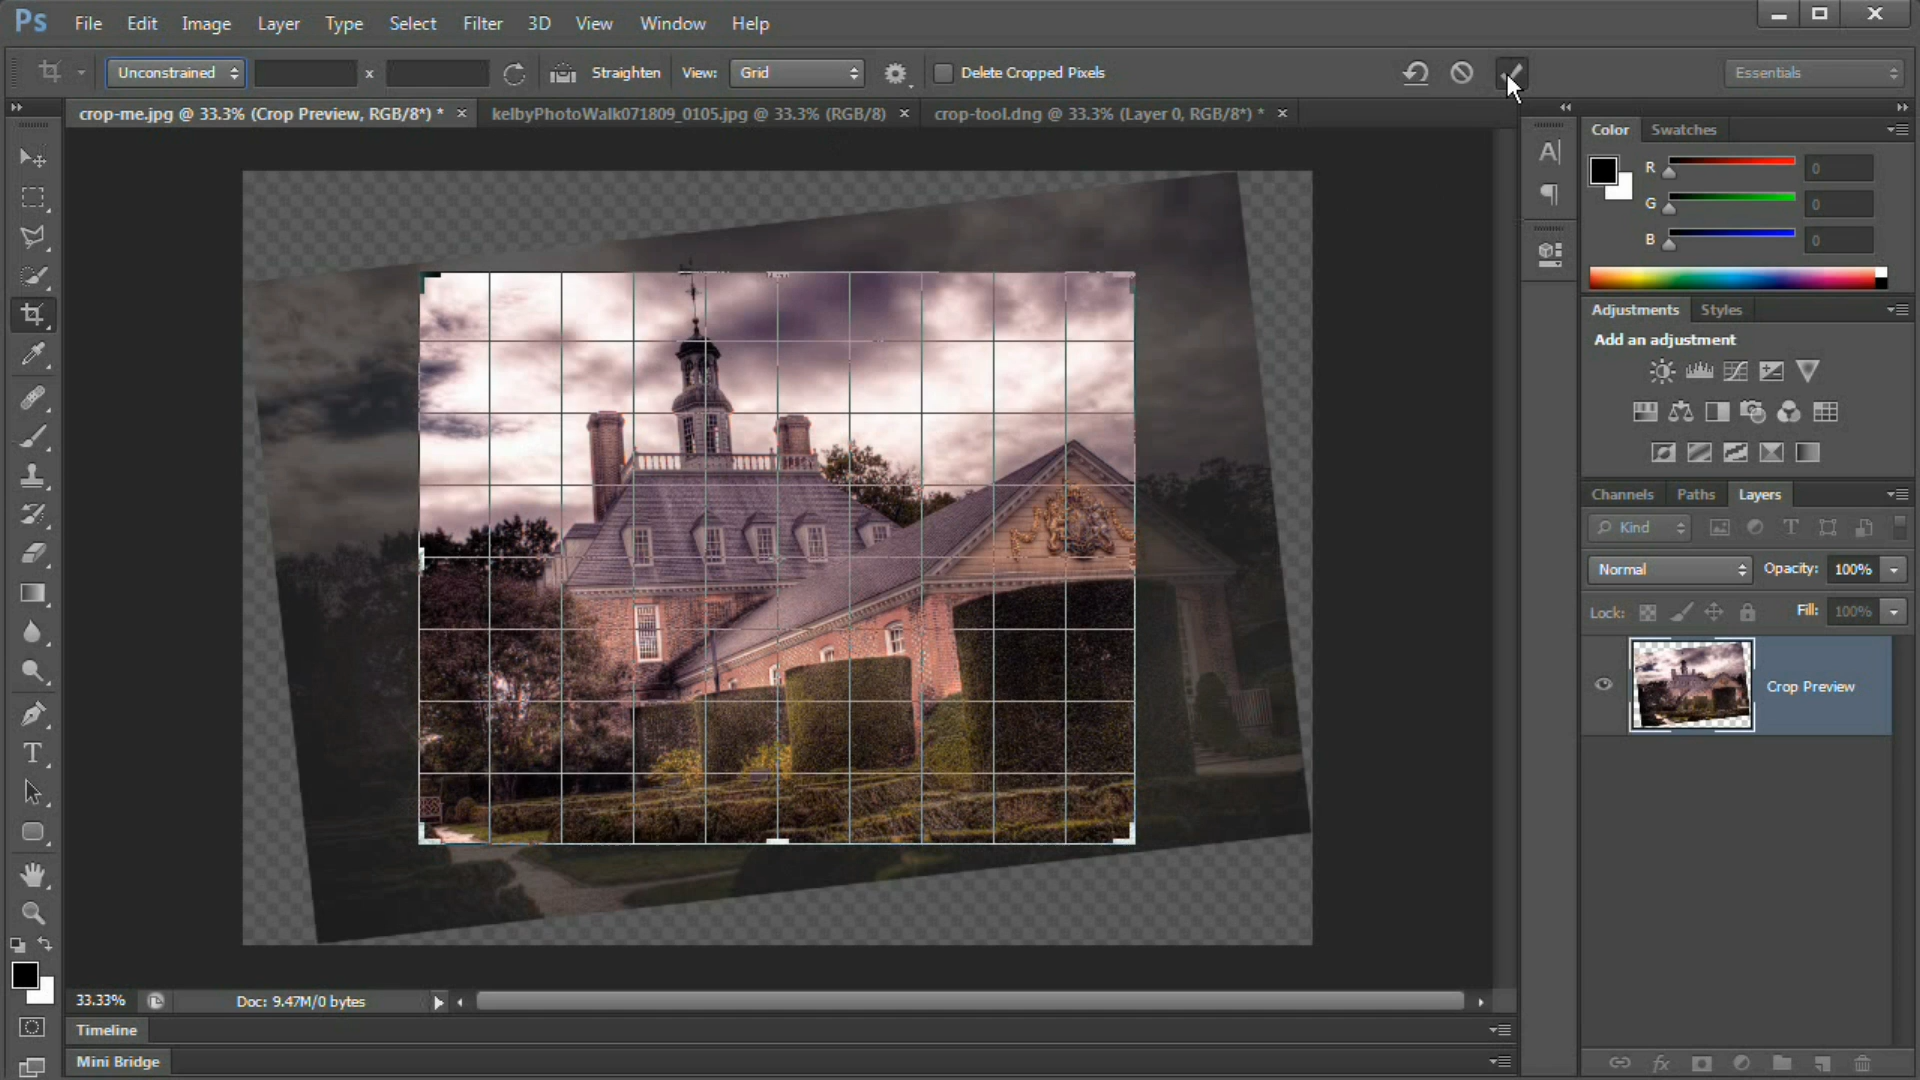 Ps File Edit Image Layer Type Select Filter 3D View Window Help
Unconstrained x Straighten View: Grid Delete Cropped Pixels Essentials
crop-me.jpg @ 33.3% (Crop Preview, RGB/8*) * × kelbyPhotoWalk071809_0105.jpg @ 33.3% (RGB/8) × crop-tool.dng @ 33.3% (Layer 0, RGB/8*) * ×
Color Swatches
R 0
G 0
B 0
Adjustments Styles
Add an adjustment
Channels Paths Layers
Kind
Normal Opacity: 100%
Lock: Fill: 100%
Crop Preview
33.33% Doc: 9.47M/0 bytes
Timeline
Mini Bridge
fx